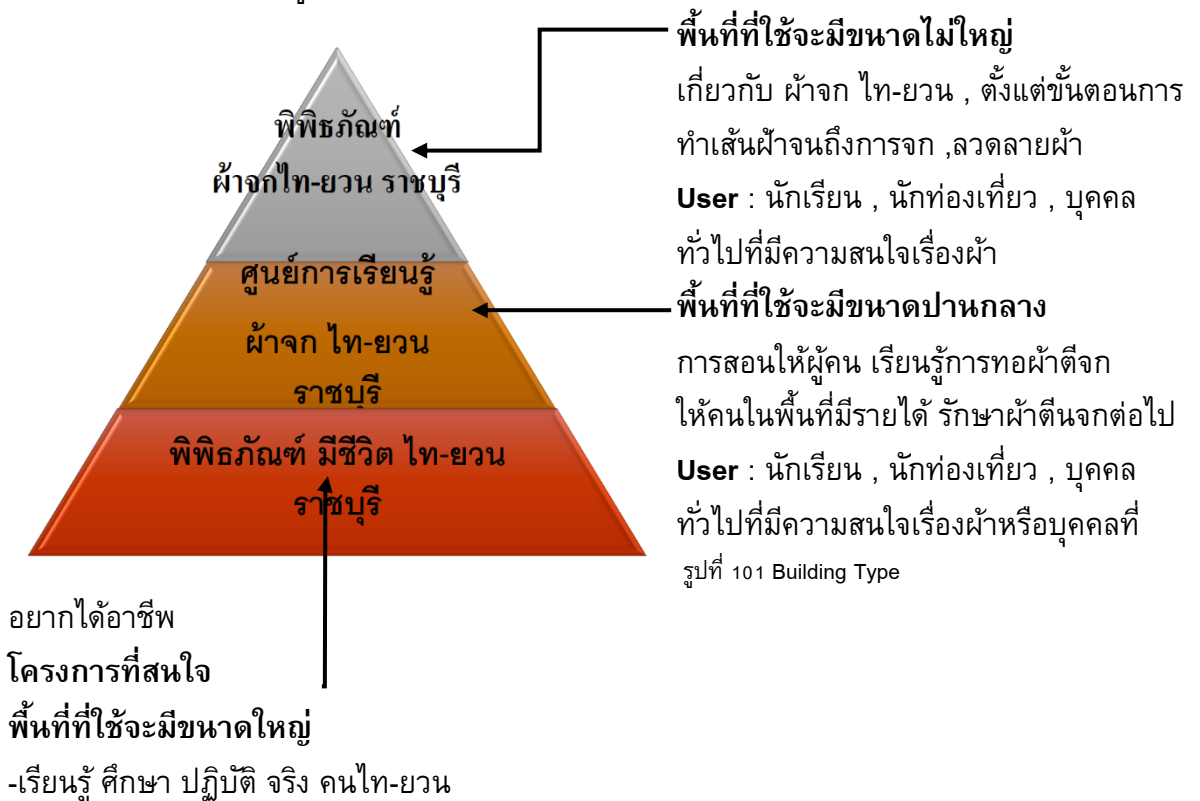 พิพิธภัณฑ์
ผ้าจกไท-ยวน ราชบุรี
ศูนย์การเรียนรู้
ผ้าจก ไท-ยวน
ราชบุรี
พิพิธภัณฑ์ มีชีวิต ไท-ยวน
ราชบุรี
พื้นที่ที่ใช้จะมีขนาดไม่ใหญ่
เกี่ยวกับ ผ้าจก ไท-ยวน , ตั้งแต่ขั้นตอนการ
ทำเส้นฝ้าจนถึงการจก ,ลวดลายผ้า
User : นักเรียน , นักท่องเที่ยว , บุคคล
ทั่วไปที่มีความสนใจเรื่องผ้า
พื้นที่ที่ใช้จะมีขนาดปานกลาง
การสอนให้ผู้คน เรียนรู้การทอผ้าตีจก
ให้คนในพื้นที่มีรายได้ รักษาผ้าตีนจกต่อไป
User : นักเรียน , นักท่องเที่ยว , บุคคล
ทั่วไปที่มีความสนใจเรื่องผ้าหรือบุคคลที่
รูปที่ 101 Building Type
อยากได้อาชีพ
โครงการที่สนใจ
พื้นที่ที่ใช้จะมีขนาดใหญ่
-เรียนรู้ ศึกษา ปฏิบัติ จริง คนไท-ยวน